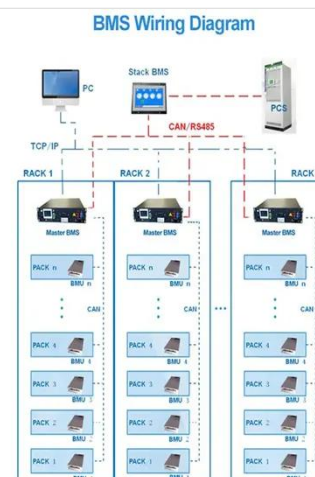 BMS Wiring Diagram
Stack BMS
PC
PCS
CAN/RS485
TCP/IP
RACK 1
RACK 2
RACK
Master BMS
Master BMS
Master BMS
PACK n
BMU n
PACK n
BMU n
PACK n
BMU n
CAN
CAN
CAN
PACK 4
BMU 4
PACK 4
BMU 4
PACK 4
BMU 4
PACK 3
BMU 3
PACK 3
BMU 3
PACK 3
BMU 3
PACK 2
BMU 2
PACK 2
BMU 2
PACK 2
BMU 2
PACK 1
PACK 1
PACK 1